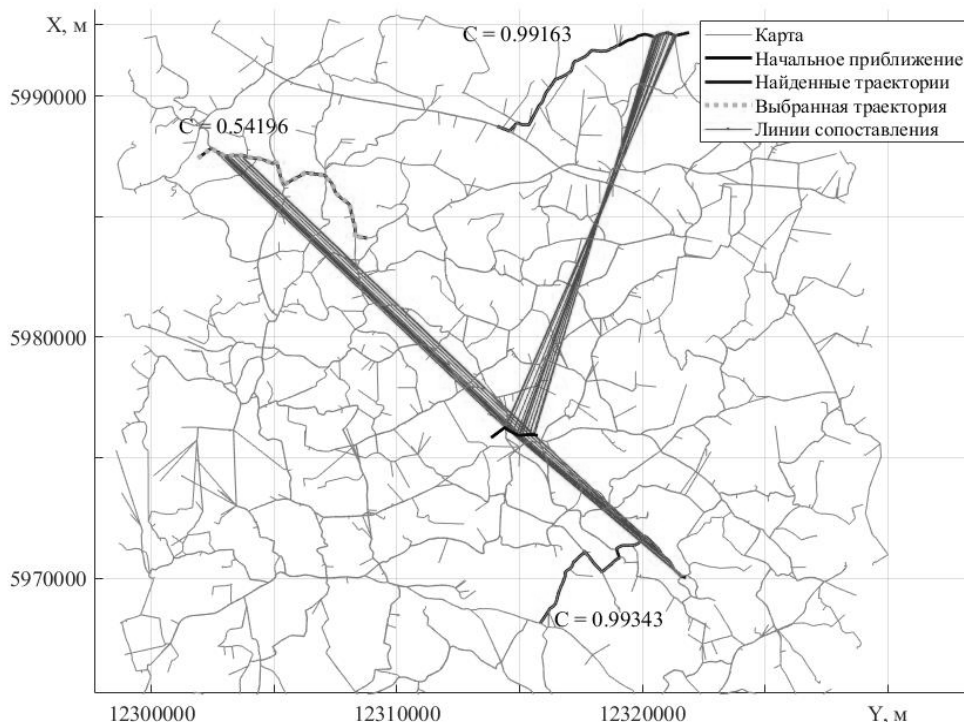 X, м
C = 0.99163
Карта
Начальное приближение
Найденные траектории
Выбранная траектория
Линии сопоставления
5990000
C = 0.54196
5980000
5970000
C = 0.99343
12300000
12310000
12320000
Y, м